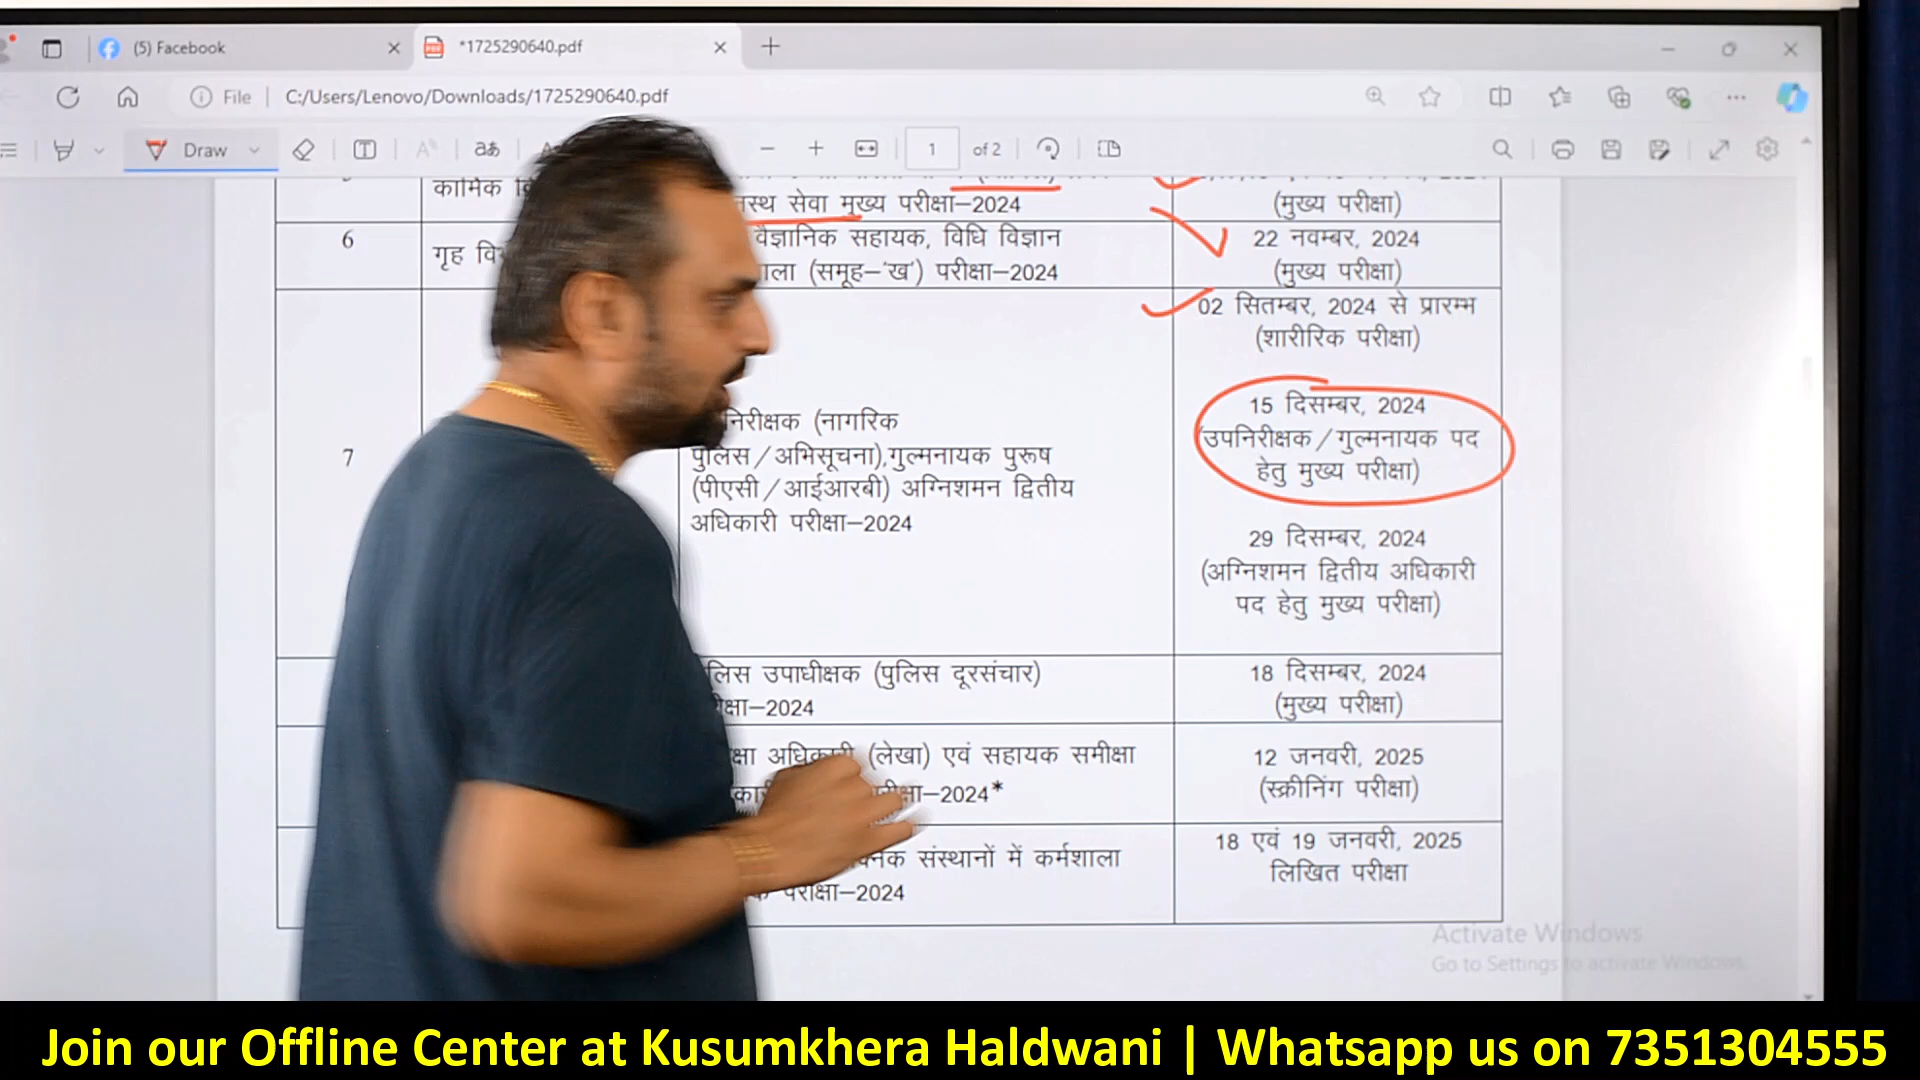 (5) Facebook
*1725290640.pdf
File
C:/Users/Lenovo/Downloads/1725290640.pdf
Draw
1 of 2
कार्मिक
सेवा मुख्य परीक्षा–2024
(मुख्य परीक्षा)
6
गृह
वैज्ञानिक सहायक, विधि विज्ञान
(समूह–'ख') परीक्षा–2024
22 नवम्बर, 2024
(मुख्य परीक्षा)
7
(नागरिक
पुलिस/अभिसूचना),गुल्मनायक पुरूष
(पीएसी/आईआरबी) अग्निशमन द्वितीय
अधिकारी परीक्षा–2024
02 सितम्बर, 2024 से प्रारम्भ
(शारीरिक परीक्षा)
15 दिसम्बर, 2024
(उपनिरीक्षक/गुल्मनायक पद
हेतु मुख्य परीक्षा)
29 दिसम्बर, 2024
(अग्निशमन द्वितीय अधिकारी
पद हेतु मुख्य परीक्षा)
उपाधीक्षक (पुलिस दूरसंचार)
–2024
18 दिसम्बर, 2024
(मुख्य परीक्षा)
अधिकारी (लेखा) एवं सहायक समीक्षा
–2024*
12 जनवरी, 2025
(स्क्रीनिंग परीक्षा)
संस्थानों में कर्मशाला
परीक्षा–2024
18 एवं 19 जनवरी, 2025
लिखित परीक्षा
Activate Windows
Go to Settings to activate Windows.
Join our Offline Center at Kusumkhera Haldwani | Whatsapp us on 7351304555